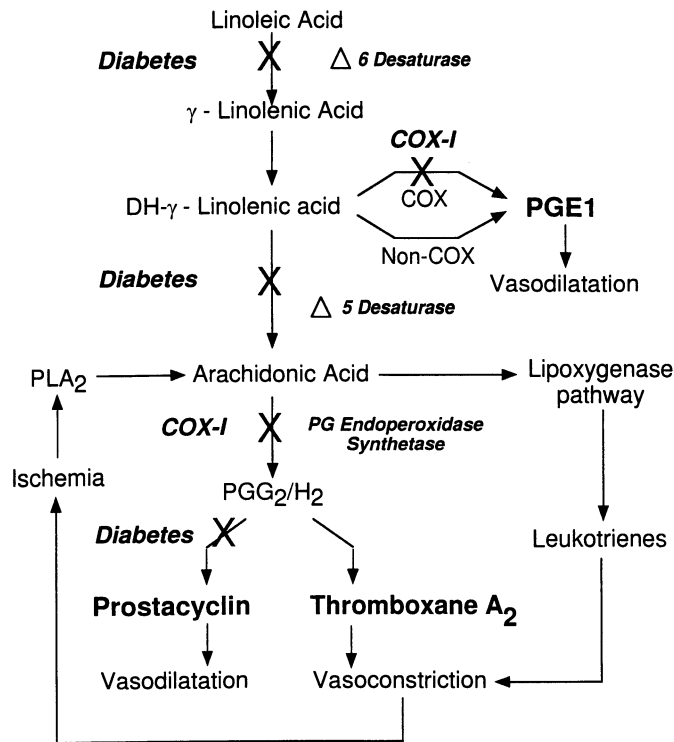 Linoleic Acid
Diabetes
△ 6 Desaturase
γ - Linolenic Acid
COX-I
COX
DH-γ - Linolenic acid
PGE1
Non-COX
Diabetes
Vasodilatation
△ 5 Desaturase
PLA₂
Arachidonic Acid
Lipoxygenase
pathway
COX-I
PG Endoperoxidase
Synthetase
Ischemia
PGG₂/H₂
Diabetes
Leukotrienes
Prostacyclin
Thromboxane A₂
Vasodilatation
Vasoconstriction